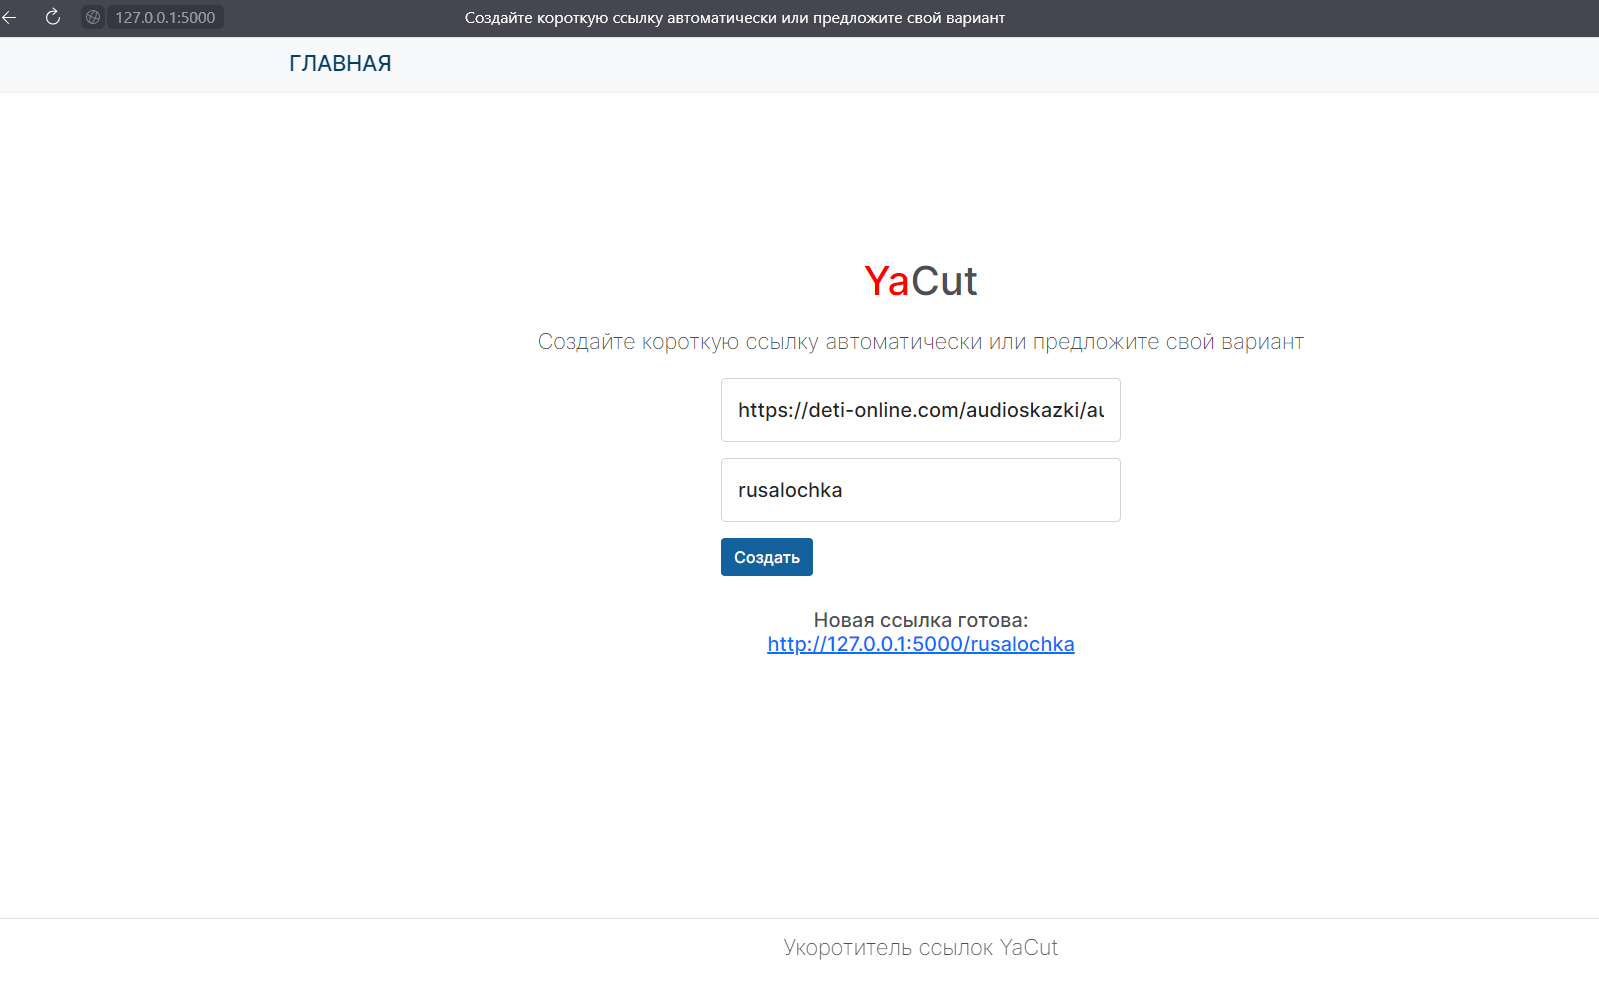 127.0.0.1:5000
Создайте короткую ссылку автоматически или предложите свой вариант
ГЛАВНАЯ
YaCut
Создайте короткую ссылку автоматически или предложите свой вариант
https://deti-online.com/audioskazki/au
rusalochka
Создать
Новая ссылка готова:
http://127.0.0.1:5000/rusalochka
Укоротитель ссылок YaCut